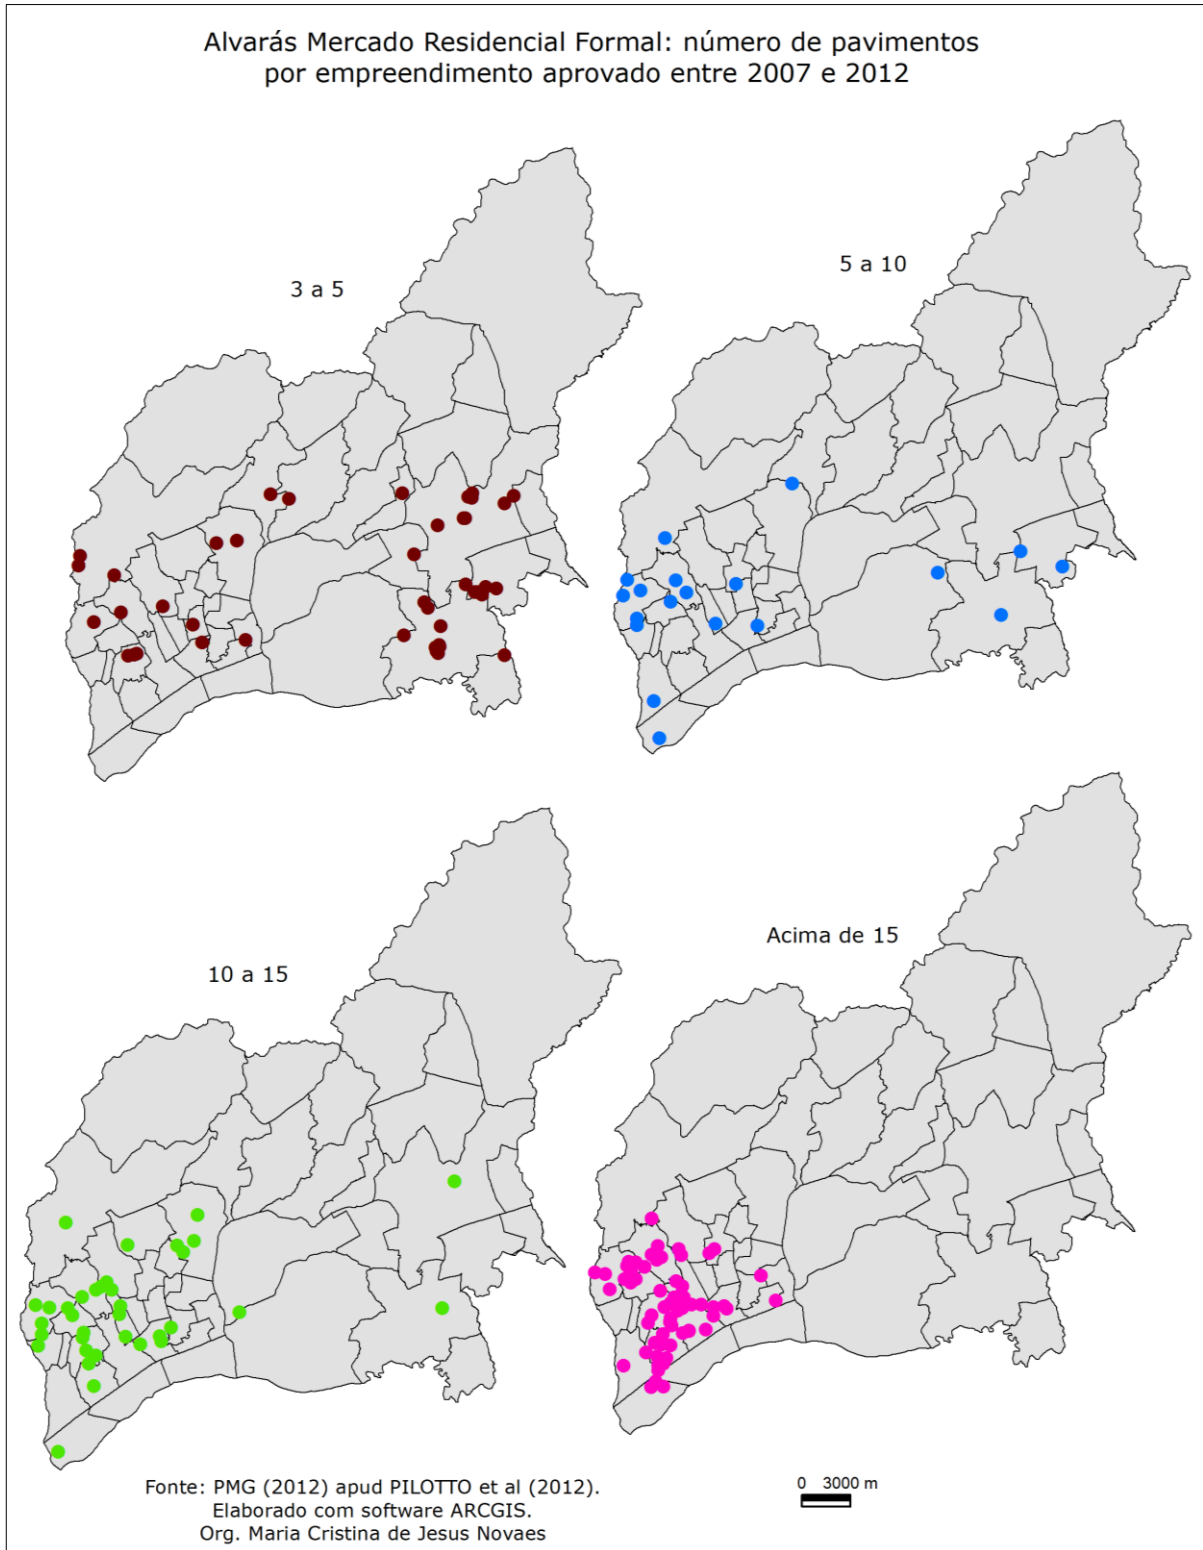 Alvarás Mercado Residencial Formal: número de pavimentos
por empreendimento aprovado entre 2007 e 2012
3 a 5
5 a 10
10 a 15
Acima de 15
Fonte: PMG (2012) apud PILOTTO et al (2012).
Elaborado com software ARCGIS.
Org. Maria Cristina de Jesus Novaes
0 3000 m